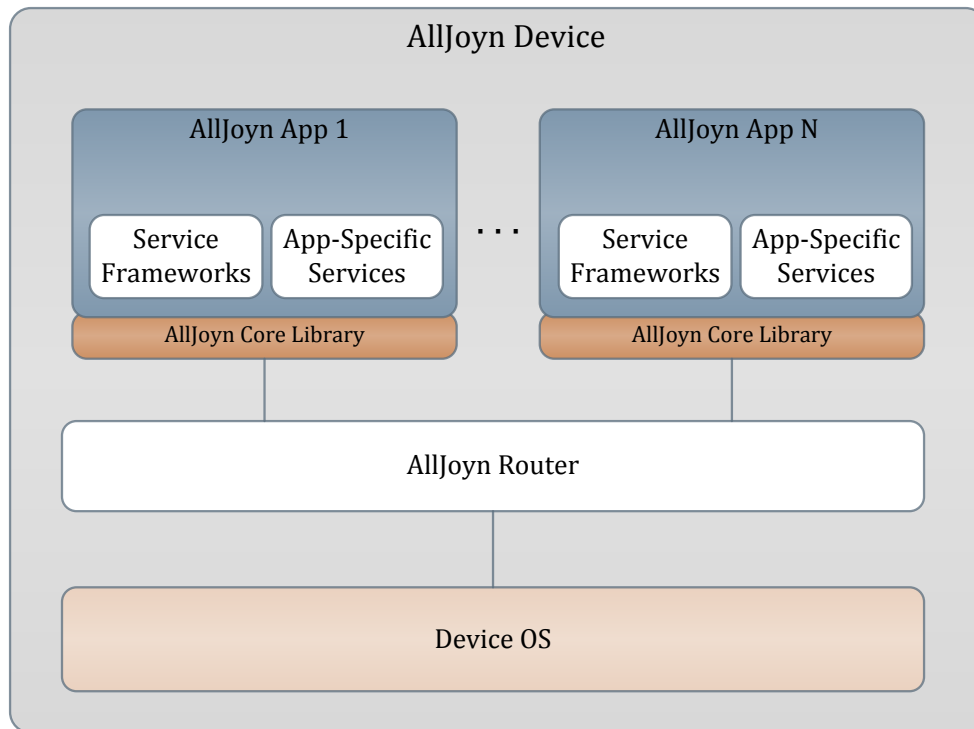 AllJoyn Device
AllJoyn App 1
Service
Frameworks
App-Specific
Services
AllJoyn Core Library
. . .
AllJoyn App N
Service
Frameworks
App-Specific
Services
AllJoyn Core Library
AllJoyn Router
Device OS